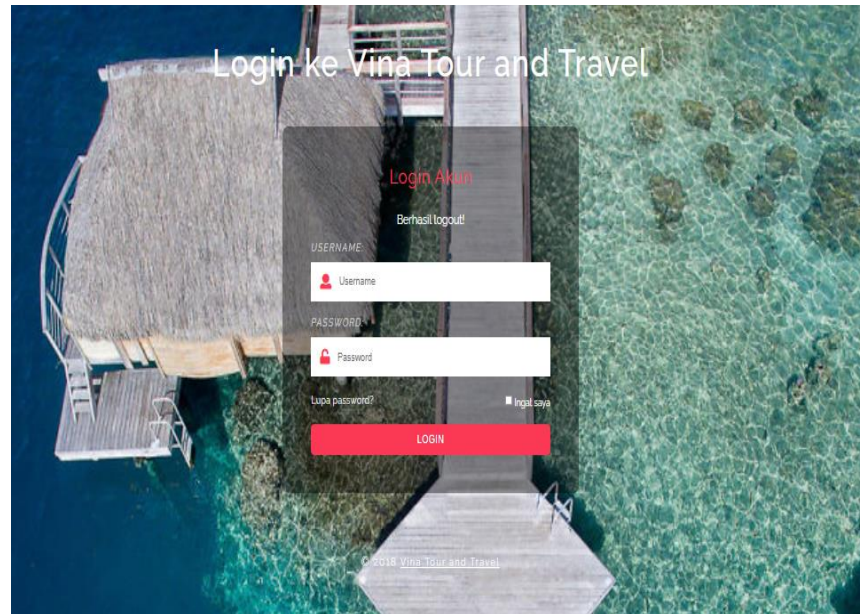 Login ke Vina Tour and Travel
Login Akun
Berhasil logout!
USERNAME:
Username
PASSWORD:
Password
Lupa password? Ingat saya
LOGIN
© 2018 Vina Tour and Travel